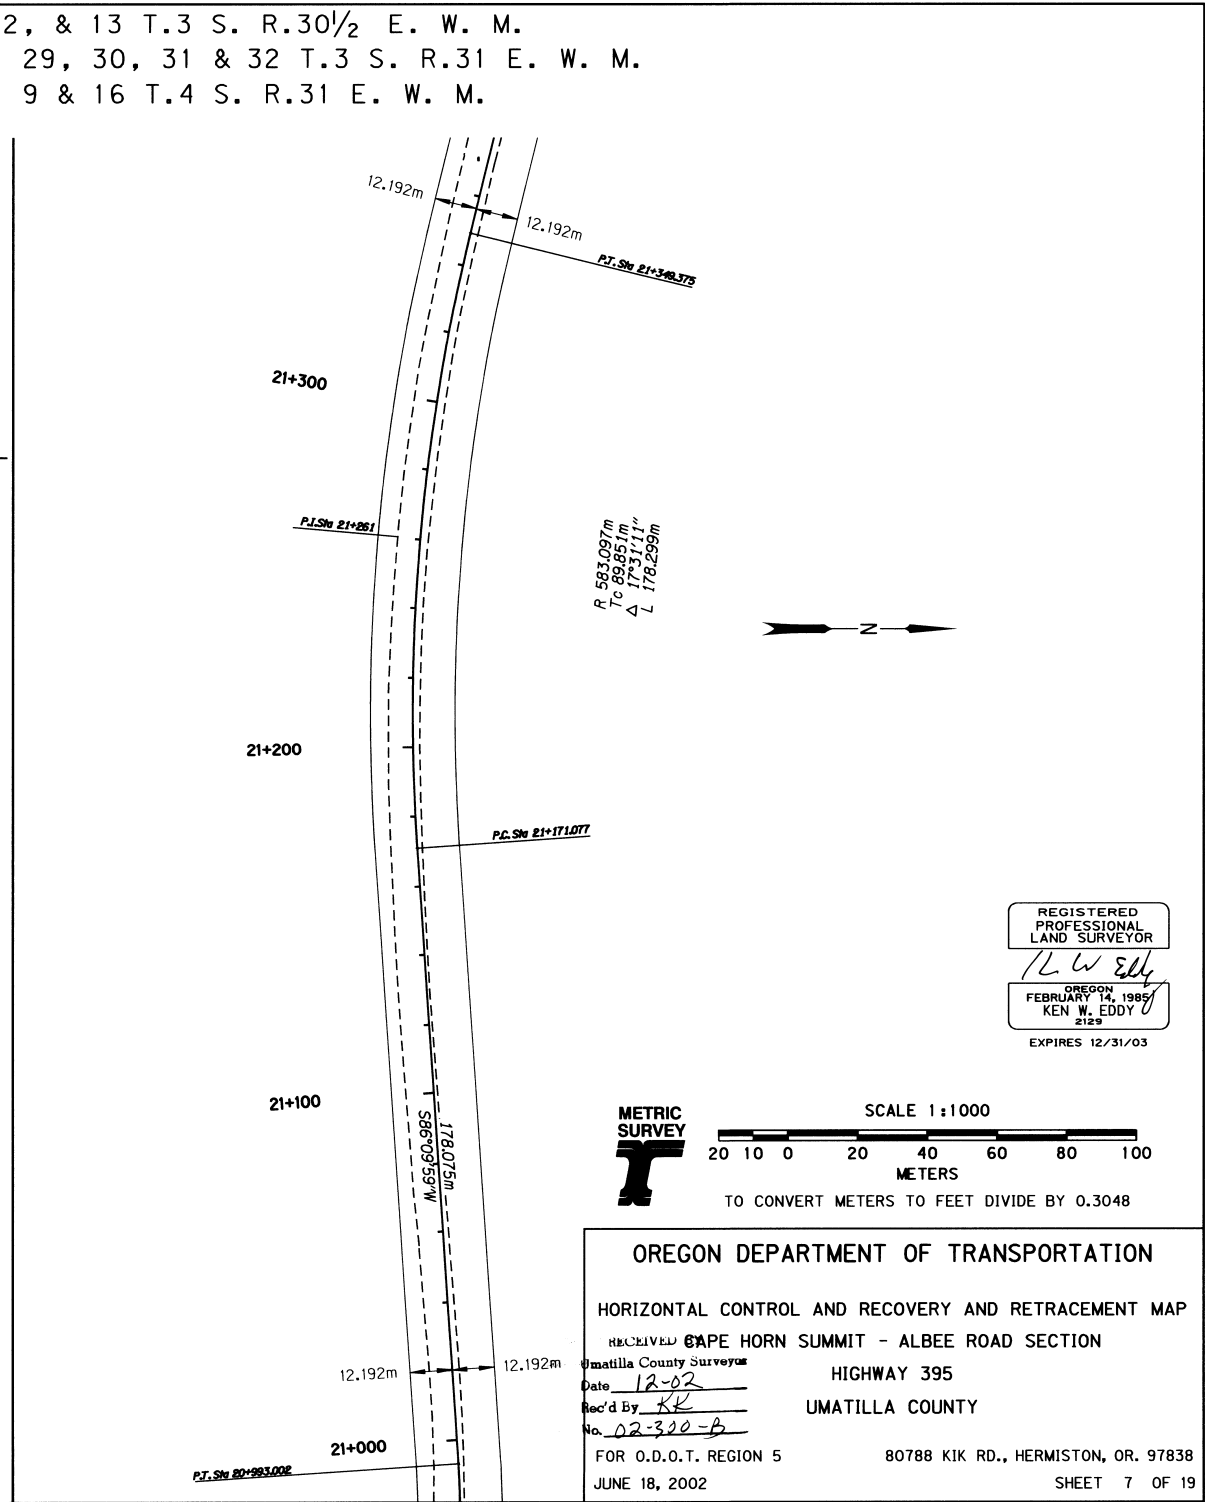 2, & 13 T.3 S. R.30½ E. W. M.
29, 30, 31 & 32 T.3 S. R.31 E. W. M.
9 & 16 T.4 S. R.31 E. W. M.
12.192m
12.192m
P.T. Sta 21+349.375
21+300
P.I. Sta 21+261
R 583.097m
Tc 89.851m
△ 17°31'11"
L 178.299m
N
21+200
P.C. Sta 21+171.077
REGISTERED
PROFESSIONAL
LAND SURVEYOR
K W Eddy
OREGON
FEBRUARY 14, 1985
KEN W. EDDY
2129
EXPIRES 12/31/03
21+100
178.075m
S86°09'59"W
METRIC
SURVEY
SCALE 1:1000
20 10 0 20 40 60 80 100
METERS
TO CONVERT METERS TO FEET DIVIDE BY 0.3048
OREGON DEPARTMENT OF TRANSPORTATION
HORIZONTAL CONTROL AND RECOVERY AND RETRACEMENT MAP
RECEIVED BY CAPE HORN SUMMIT - ALBEE ROAD SECTION
Umatilla County Surveyor
HIGHWAY 395
Date 12-02
Rec'd By KK
UMATILLA COUNTY
No. 02-300-B
12.192m
12.192m
21+000
P.T. Sta 20+993.002
FOR O.D.O.T. REGION 5 80788 KIK RD., HERMISTON, OR. 97838
JUNE 18, 2002 SHEET 7 OF 19